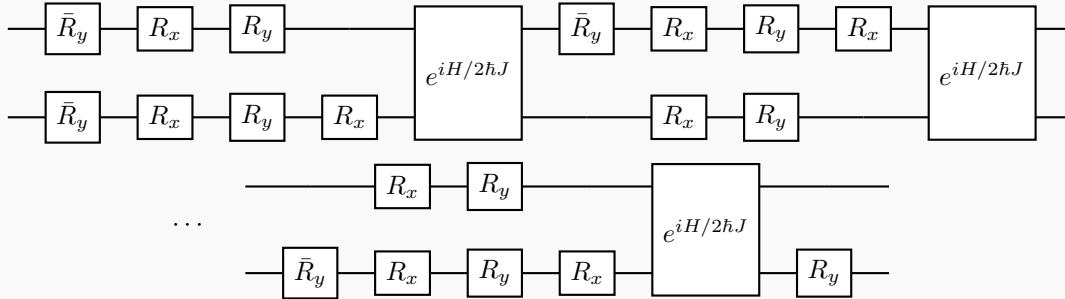 R̄_y R_x R_y e^{iH/2ħJ} R̄_y R_x R_y R_x e^{iH/2ħJ}
R̄_y R_x R_y R_x R_x R_y
R_x R_y e^{iH/2ħJ}
...
R̄_y R_x R_y R_x R_y